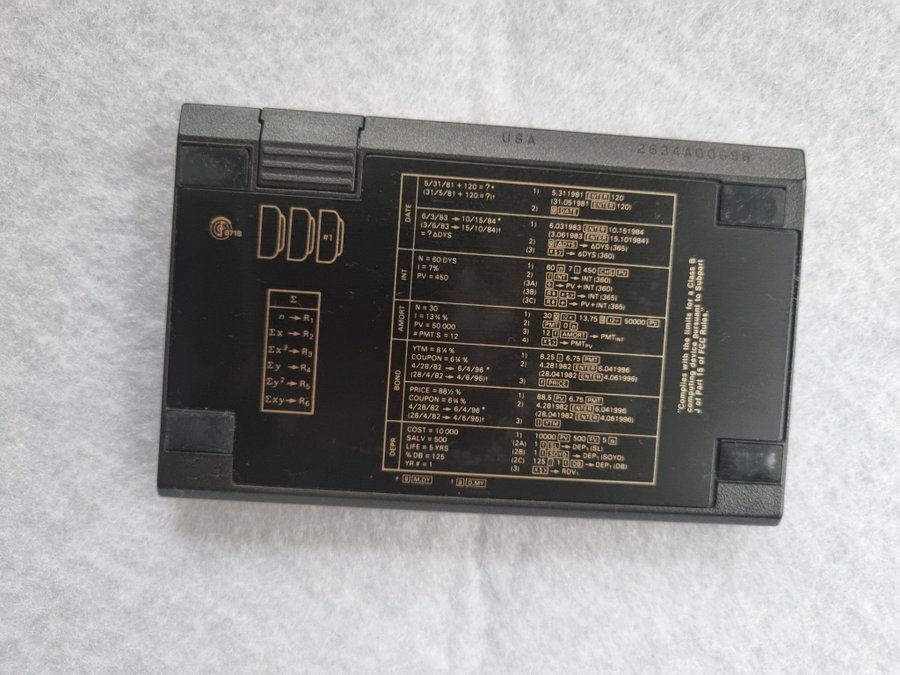 USA
871B
#1
Σ
n → R₁
Σx → R₂
Σx² → R₃
Σy → R₄
Σy² → R₅
Σxy → R₆
DATE
5/31/81 + 120 = ?*
(31/5/81 + 120 = ?)†
1) 5.311981 ENTER 120
(31.051981 ENTER 120)
2) g DATE
6/3/83 → 10/15/84*
(3/6/83 → 15/10/84)†
= ? ΔDYS
1) 6.031983 ENTER 10.151984
(3.061983 ENTER 15.101984)
2) g ΔDYS → ΔDYS (365)
(3) x≷y → ΔDYS (360)
INT
N = 60 DYS
I = 7%
PV = 450
1) 60 n 7 i 450 CHS PV
2) f INT → INT (360)
(3A) + → PV + INT (360)
(3B) R↓ x≷y → INT (365)
(3C) R↓ + → PV + INT (365)
AMORT
N = 30
I = 13¾ %
PV = 50 000
# PMT'S = 12
1) 30 g 12× 13.75 g 12÷ 50000 PV
2) PMT 0 n
3) 12 f AMORT → PMT INT
4) x≷y → PMT PV
BOND
YTM = 8¼ %
COUPON = 6¾ %
4/28/82 → 6/4/96*
(28/4/82 → 4/6/96)†
1) 8.25 i 6.75 PMT
2) 4.281982 ENTER 6.041996
(28.041982 ENTER 4.061996)
3) f PRICE
PRICE = 88½ %
COUPON = 6¾ %
4/28/82 → 6/4/96*
(28/4/82 → 4/6/96)†
1) 88.5 PV 6.75 PMT
2) 4.281982 ENTER 6.041996
(28.041982 ENTER 4.061996)
3) f YTM
DEPR
COST = 10 000
SALV = 500
LIFE = 5 YRS
% DB = 125
YR # = 1
1) 10000 PV 500 FV 5 n
(2A) 1 f SL → DEP₁ (SL)
(2B) 1 f SOYD → DEP₁ (SOYD)
(2C) 125 i 1 f DB → DEP₁ (DB)
(3) x≷y → RDV₁
* g M.DY † g D.MY
"Complies with the limits for a Class B
computing device pursuant to Subpart
J of Part 15 of FCC Rules."